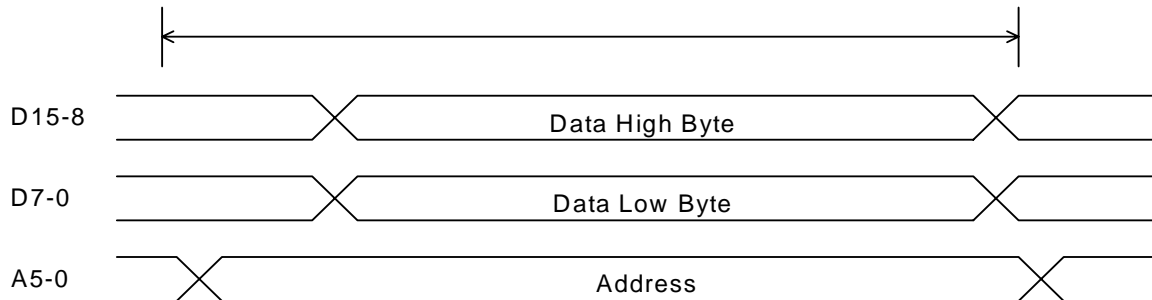 D15-8 Data High Byte
D7-0 Data Low Byte
A5-0 Address